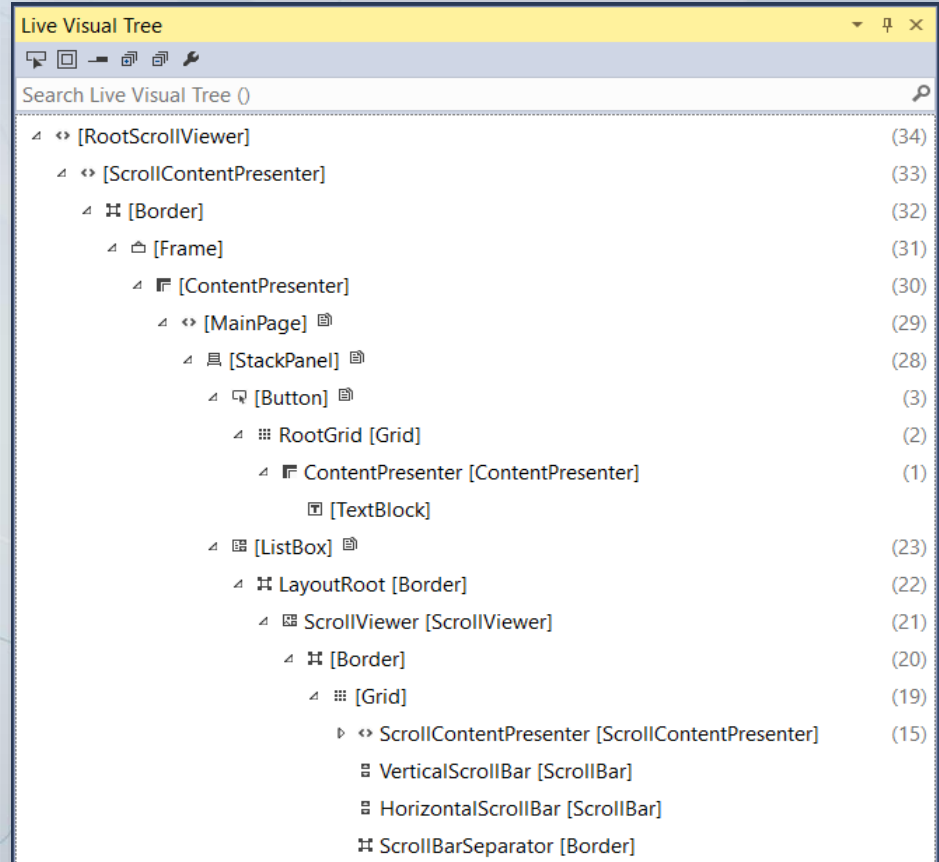 Live Visual Tree
Search Live Visual Tree ()
[RootScrollViewer] (34)
[ScrollContentPresenter] (33)
[Border] (32)
[Frame] (31)
[ContentPresenter] (30)
[MainPage] (29)
[StackPanel] (28)
[Button] (3)
RootGrid [Grid] (2)
ContentPresenter [ContentPresenter] (1)
[TextBlock]
[ListBox] (23)
LayoutRoot [Border] (22)
ScrollViewer [ScrollViewer] (21)
[Border] (20)
[Grid] (19)
ScrollContentPresenter [ScrollContentPresenter] (15)
VerticalScrollBar [ScrollBar]
HorizontalScrollBar [ScrollBar]
ScrollBarSeparator [Border]